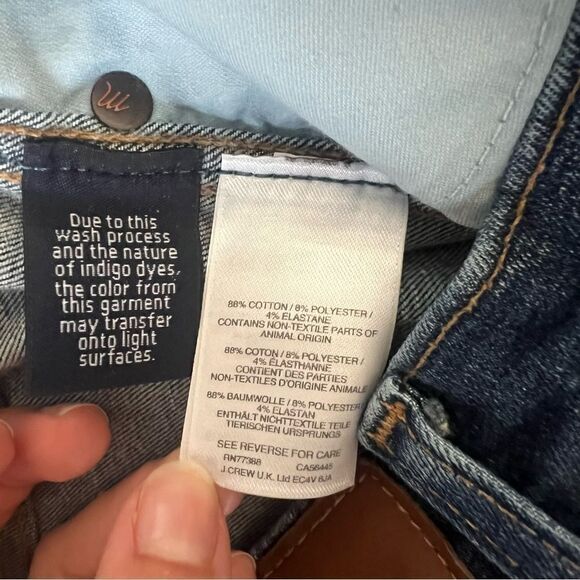 Due to this
wash process
and the nature
of indigo dyes,
the color from
this garment
may transfer
onto light
surfaces.
88% COTTON / 8% POLYESTER /
4% ELASTANE
CONTAINS NON-TEXTILE PARTS OF
ANIMAL ORIGIN
88% COTON / 8% POLYESTER /
4% ÉLASTHANNE
CONTIENT DES PARTIES
NON-TEXTILES D'ORIGINE ANIMALE
88% BAUMWOLLE / 8% POLYESTER
4% ELASTAN
ENTHÄLT NICHTTEXTILE TEILE
TIERISCHEN URSPRUNGS
SEE REVERSE FOR CARE
RN77388 CA56445
J.CREW U.K. Ltd EC4V 6JA